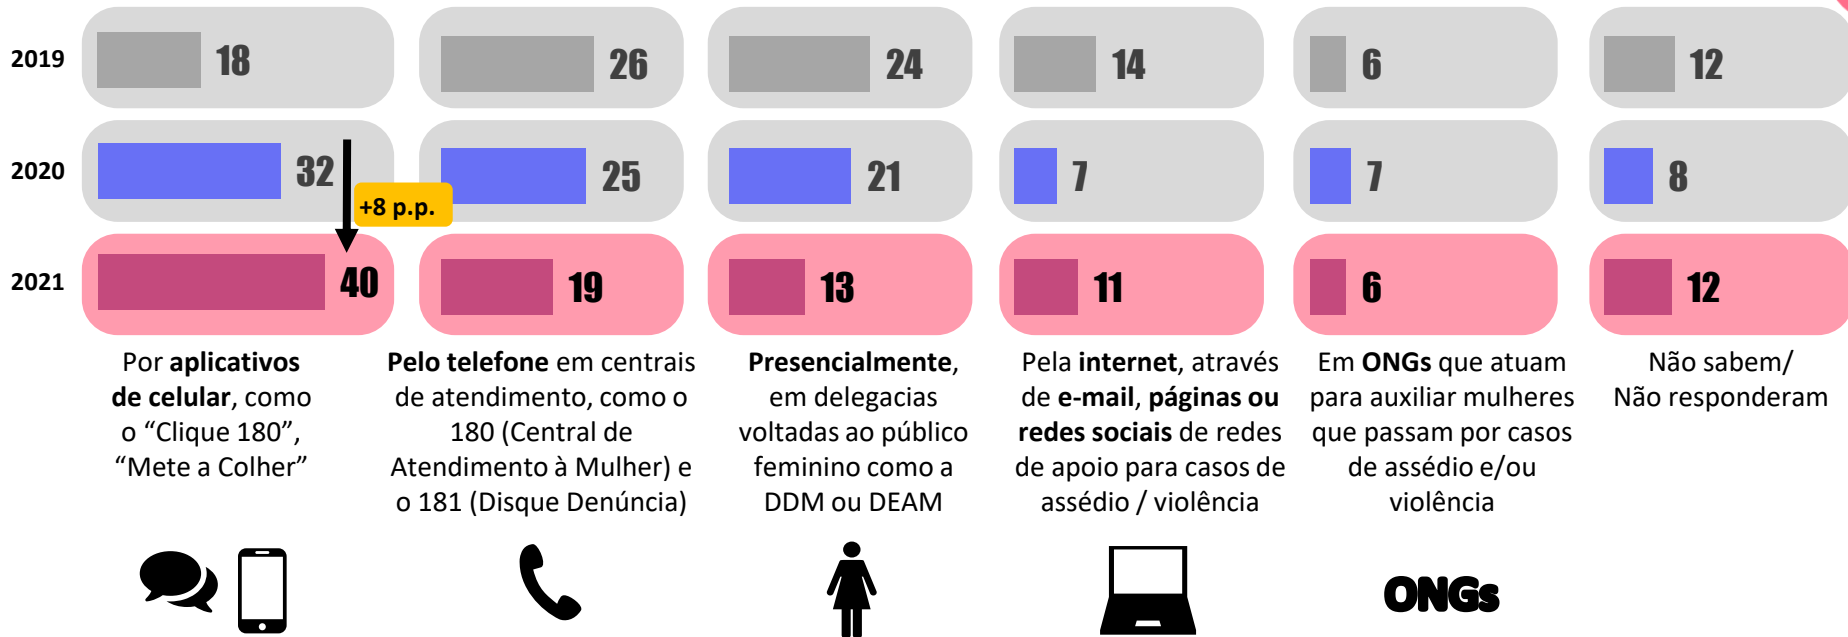 2019 18 26 24 14 6 12
2020 32 25 21 7 7 8
+8 p.p.
2021 40 19 13 11 6 12
Por aplicativos
de celular, como
o “Clique 180”,
“Mete a Colher”
Pelo telefone em centrais
de atendimento, como o
180 (Central de
Atendimento à Mulher) e
o 181 (Disque Denúncia)
Presencialmente,
em delegacias
voltadas ao público
feminino como a
DDM ou DEAM
Pela internet, através
de e-mail, páginas ou
redes sociais de redes
de apoio para casos de
assédio / violência
Em ONGs que atuam
para auxiliar mulheres
que passam por casos
de assédio e/ou
violência
Não sabem/
Não responderam
ONGs